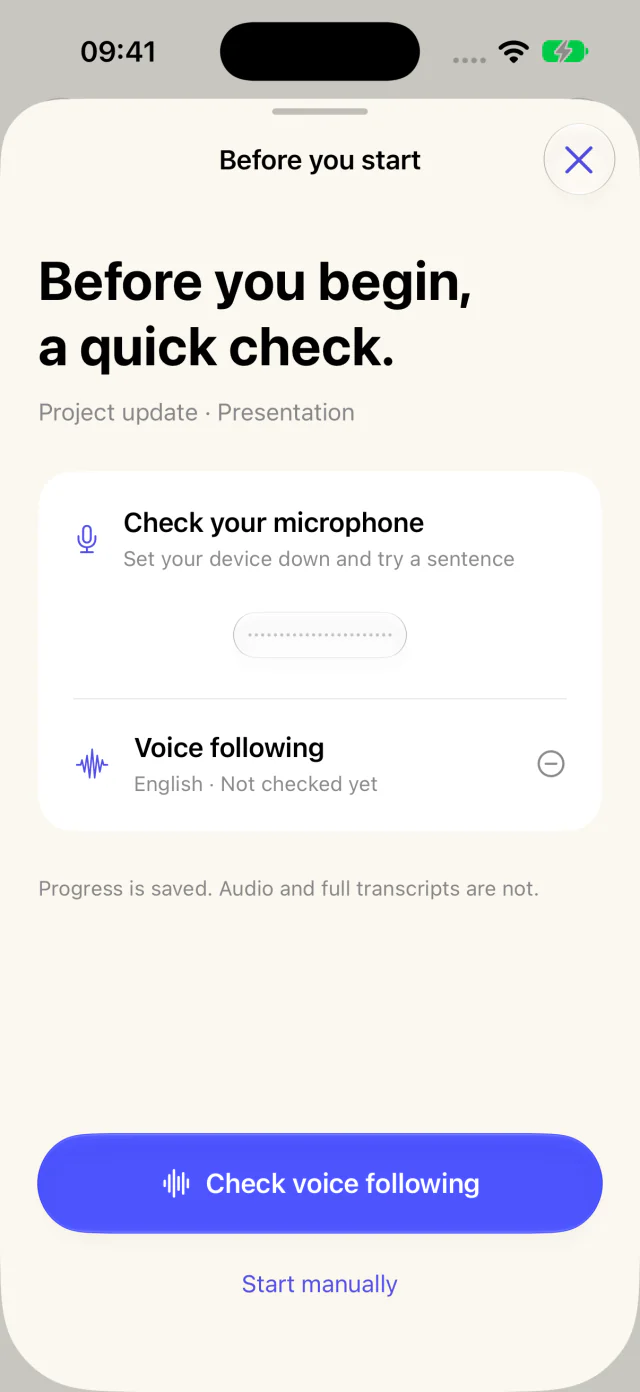 09:41
Before you start
Before you begin,
a quick check.
Project update · Presentation
Check your microphone
Set your device down and try a sentence
Voice following
English · Not checked yet
Progress is saved. Audio and full transcripts are not.
Check voice following
Start manually